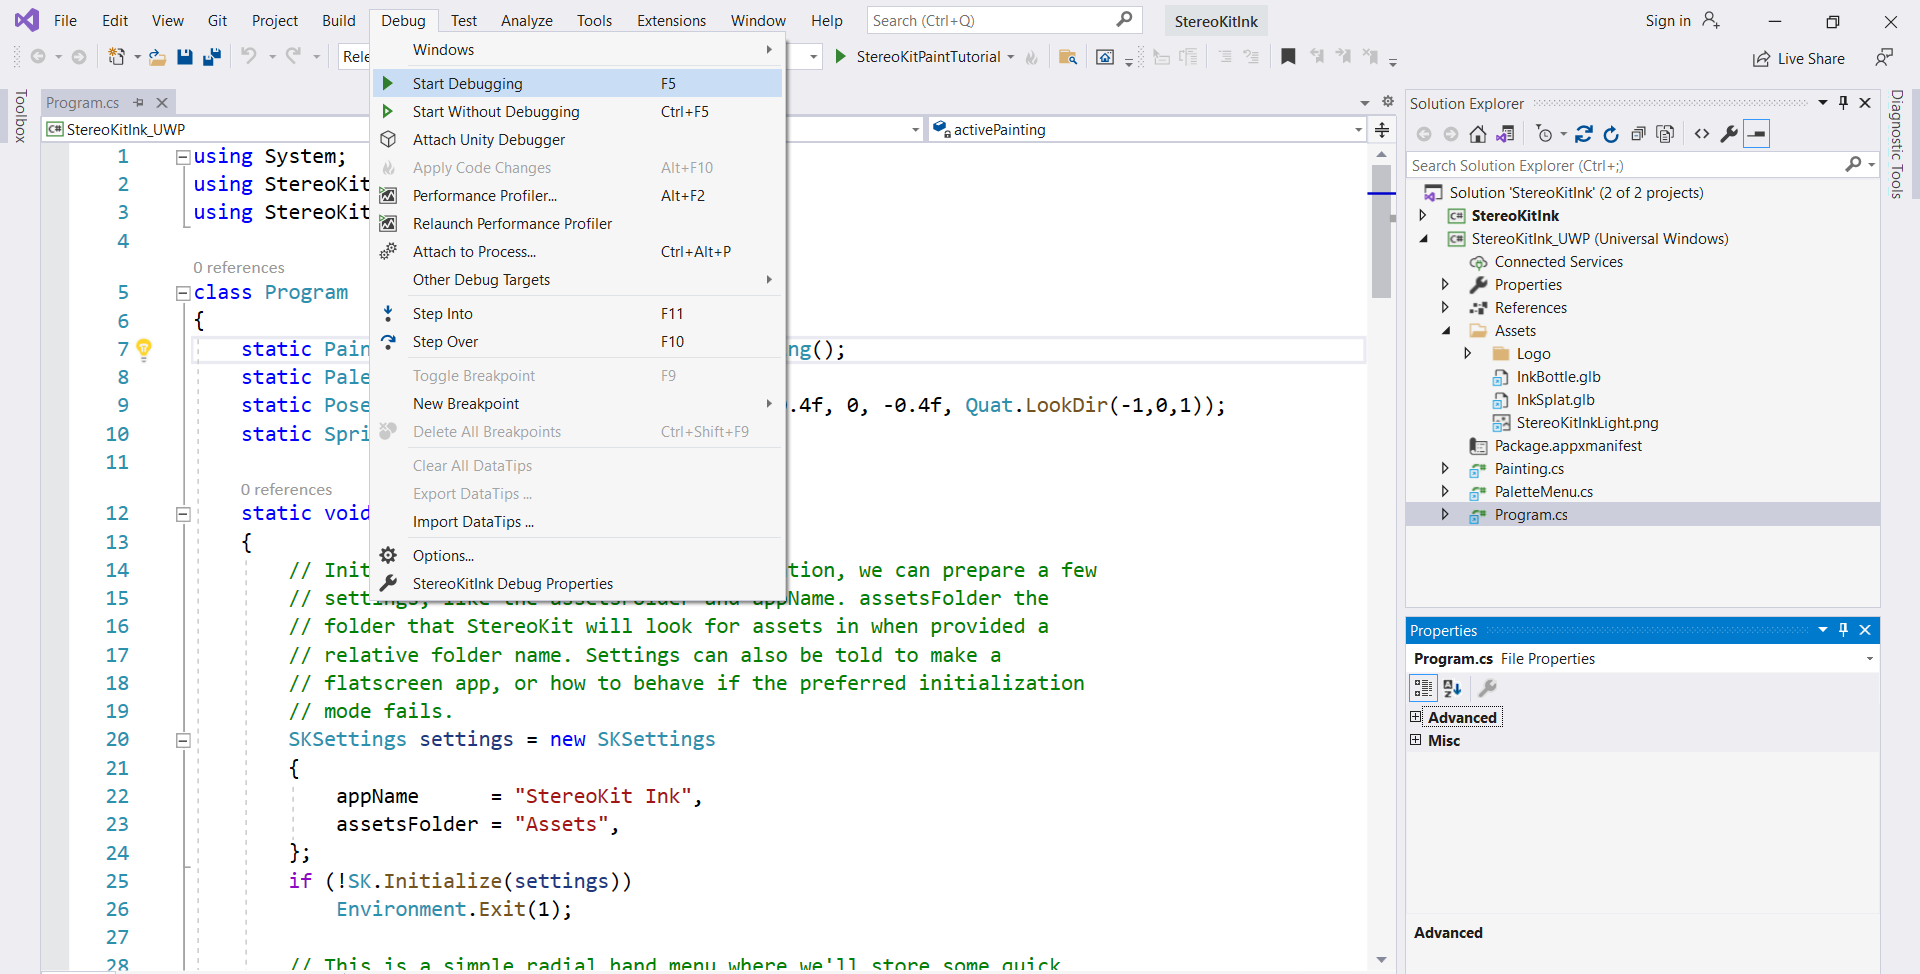 File Edit View Git Project Build Debug Test Analyze Tools Extensions Window Help Search (Ctrl+Q) StereoKitInk Sign in
Rele StereoKitPaintTutorial Live Share
Toolbox
Program.cs
StereoKitInk_UWP
activePainting
1 using System;
2 using StereoKit
3 using StereoKit
4
0 references
5 class Program
6 {
7 static Pain ng();
8 static Pale
9 static Pose .4f, 0, -0.4f, Quat.LookDir(-1,0,1));
10 static Spri
11
0 references
12 static void
13 {
14 // Init tion, we can prepare a few
15 // settings, like the assetsFolder and appName. assetsFolder the
16 // folder that StereoKit will look for assets in when provided a
17 // relative folder name. Settings can also be told to make a
18 // flatscreen app, or how to behave if the preferred initialization
19 // mode fails.
20 SKSettings settings = new SKSettings
21 {
22 appName = "StereoKit Ink",
23 assetsFolder = "Assets",
24 };
25 if (!SK.Initialize(settings))
26 Environment.Exit(1);
27
28 // This is a simple radial hand menu where we'll store some quick
Windows
Start Debugging F5
Start Without Debugging Ctrl+F5
Attach Unity Debugger
Apply Code Changes Alt+F10
Performance Profiler... Alt+F2
Relaunch Performance Profiler
Attach to Process... Ctrl+Alt+P
Other Debug Targets
Step Into F11
Step Over F10
Toggle Breakpoint F9
New Breakpoint
Delete All Breakpoints Ctrl+Shift+F9
Clear All DataTips
Export DataTips ...
Import DataTips ...
Options...
StereoKitInk Debug Properties
Solution Explorer
Search Solution Explorer (Ctrl+;)
Solution 'StereoKitInk' (2 of 2 projects)
C# StereoKitInk
C# StereoKitInk_UWP (Universal Windows)
Connected Services
Properties
References
Assets
Logo
InkBottle.glb
InkSplat.glb
StereoKitInkLight.png
Package.appxmanifest
Painting.cs
PaletteMenu.cs
Program.cs
Properties
Program.cs File Properties
Advanced
Misc
Advanced
Diagnostic Tools